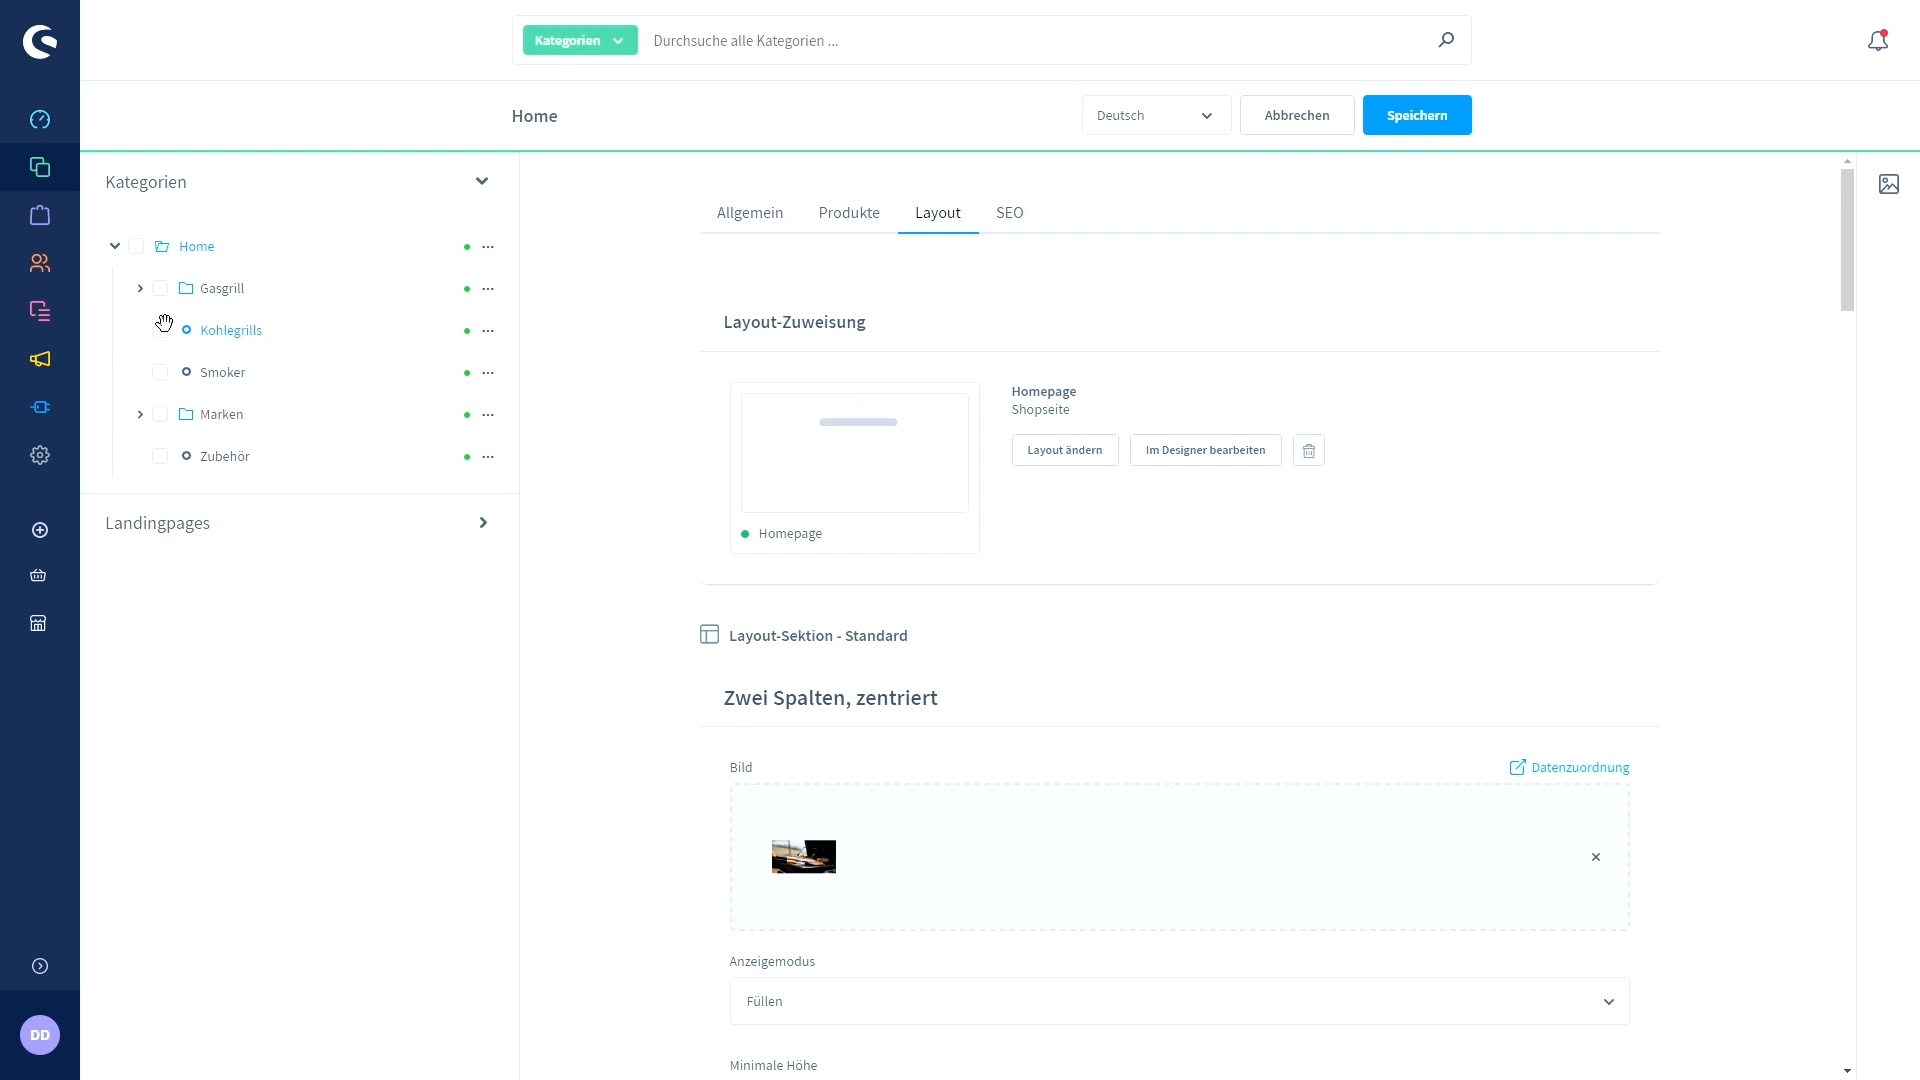 Kategorien
Durchsuche alle Kategorien ...
Home
Deutsch
Abbrechen
Speichern
Kategorien
Home
Gasgrill
Kohlegrills
Smoker
Marken
Zubehör
Landingpages
DD
Allgemein
Produkte
Layout
SEO
Layout-Zuweisung
Homepage
Homepage
Shopseite
Layout ändern
Im Designer bearbeiten
Layout-Sektion - Standard
Zwei Spalten, zentriert
Bild
Datenzuordnung
Anzeigemodus
Füllen
Minimale Höhe